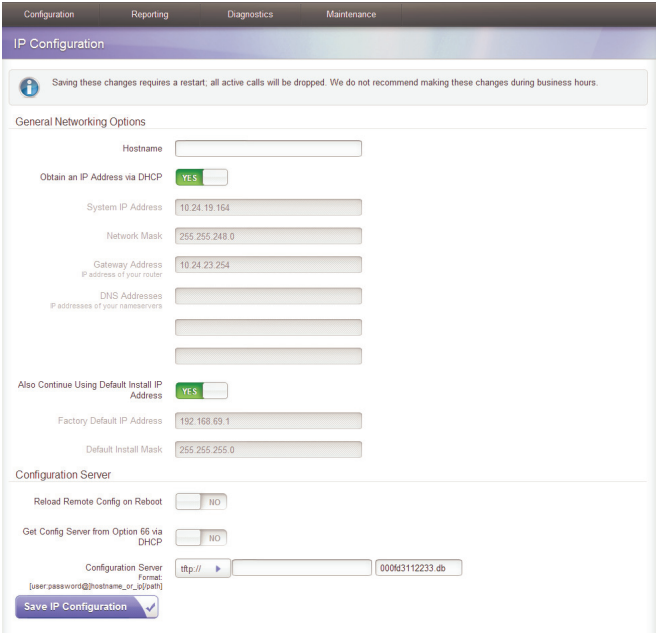 Configuration Reporting Diagnostics Maintenance
IP Configuration
Saving these changes requires a restart; all active calls will be dropped. We do not recommend making these changes during business hours.
General Networking Options
Hostname
Obtain an IP Address via DHCP YES
System IP Address 10.24.19.164
Network Mask 255.255.248.0
Gateway Address 10.24.23.254
IP address of your router
DNS Addresses
IP addresses of your nameservers
Also Continue Using Default Install IP
Address YES
Factory Default IP Address 192.168.69.1
Default Install Mask 255.255.255.0
Configuration Server
Reload Remote Config on Reboot NO
Get Config Server from Option 66 via
DHCP NO
Configuration Server tftp:// 000fd3112233.db
Format:
[user:password@]hostname_or_ip[/path]
Save IP Configuration